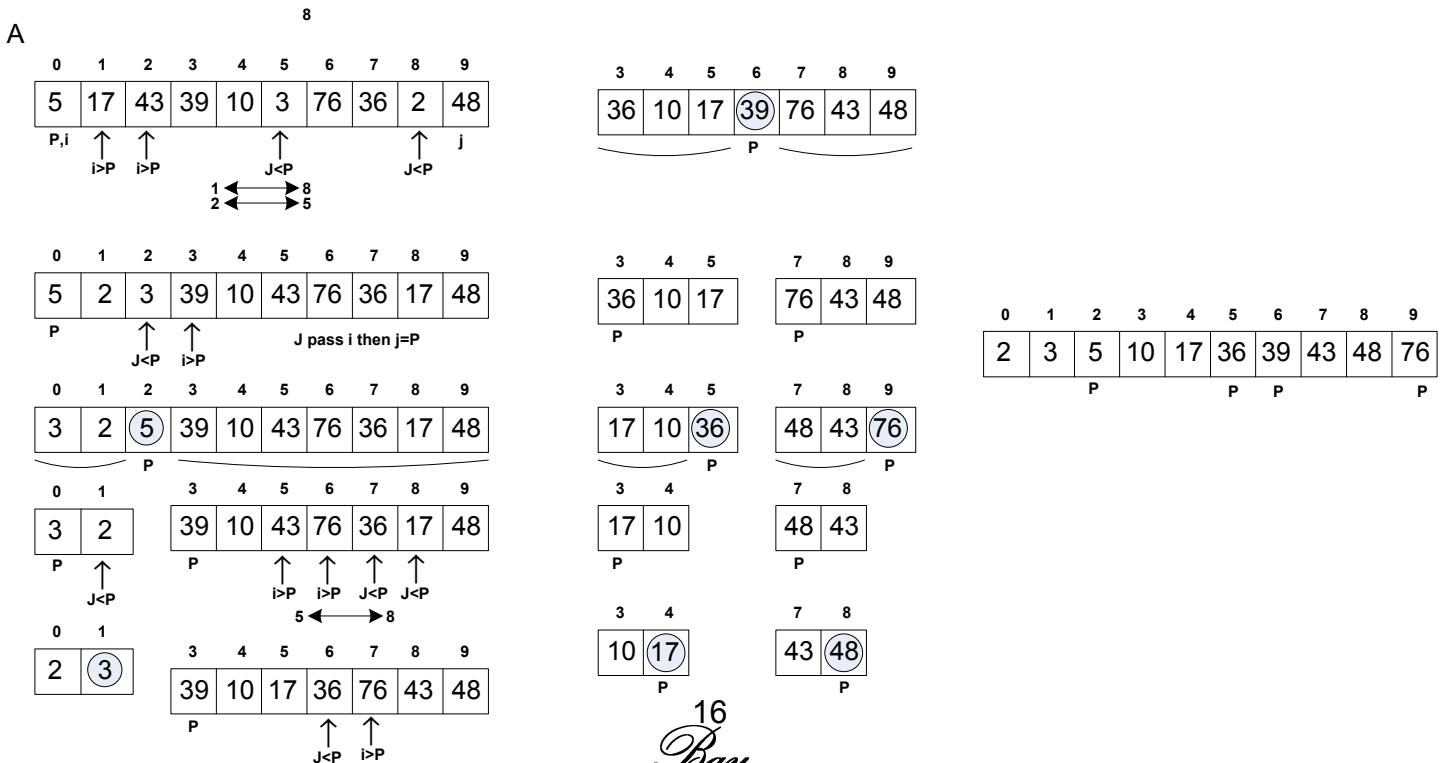 8
A
0 1 2 3 4 5 6 7 8 9
5 17 43 39 10 3 76 36 2 48
P,i j
i>P i>P J<P J<P
1 8
2 5
0 1 2 3 4 5 6 7 8 9
5 2 3 39 10 43 76 36 17 48
P
J<P i>P
J pass i then j=P
0 1 2 3 4 5 6 7 8 9
3 2 5 39 10 43 76 36 17 48
P
0 1
3 2
P
J<P
0 1
2 3
3 4 5 6 7 8 9
39 10 43 76 36 17 48
P
i>P i>P J<P J<P
5 8
3 4 5 6 7 8 9
39 10 17 36 76 43 48
P
J<P i>P
3 4 5 6 7 8 9
36 10 17 39 76 43 48
P
3 4 5
36 10 17
P
7 8 9
76 43 48
P
3 4 5
17 10 36
P
7 8 9
48 43 76
P
3 4
17 10
P
7 8
48 43
P
3 4
10 17
P
7 8
43 48
P
16
0 1 2 3 4 5 6 7 8 9
2 3 5 10 17 36 39 43 48 76
P P P P